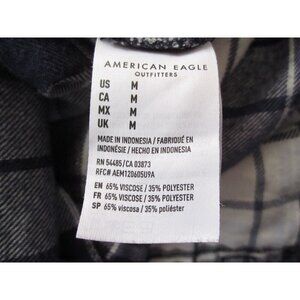 AMERICAN EAGLE
OUTFITTERS
US M
CA M
MX M
UK M
MADE IN INDONESIA / FABRIQUÉ EN
INDONÉSIE / HECHO EN INDONESIA
RN 54485/CA 03873
RFC# AEM120605U9A
EN 65% VISCOSE / 35% POLYESTER
FR 65% VISCOSE / 35% POLYESTER
SP 65% viscosa / 35% poliéster